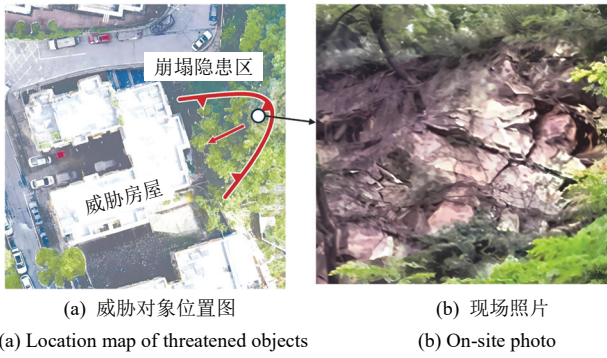 崩塌隐患区
威胁房屋
(a) 威胁对象位置图
(b) 现场照片
(a) Location map of threatened objects
(b) On-site photo